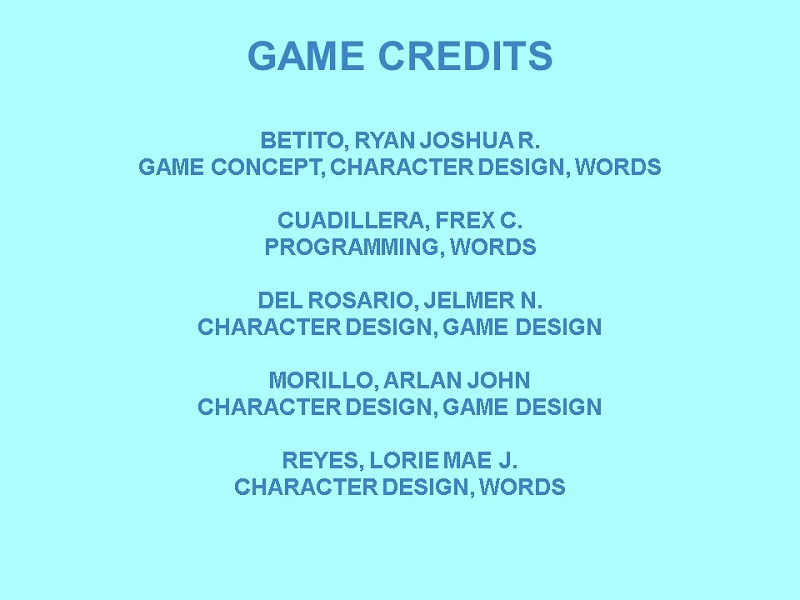 GAME CREDITS
BETITO, RYAN JOSHUA R.
GAME CONCEPT, CHARACTER DESIGN, WORDS
CUADILLERA, FREX C.
PROGRAMMING, WORDS
DEL ROSARIO, JELMER N.
CHARACTER DESIGN, GAME DESIGN
MORILLO, ARLAN JOHN
CHARACTER DESIGN, GAME DESIGN
REYES, LORIE MAE J.
CHARACTER DESIGN, WORDS